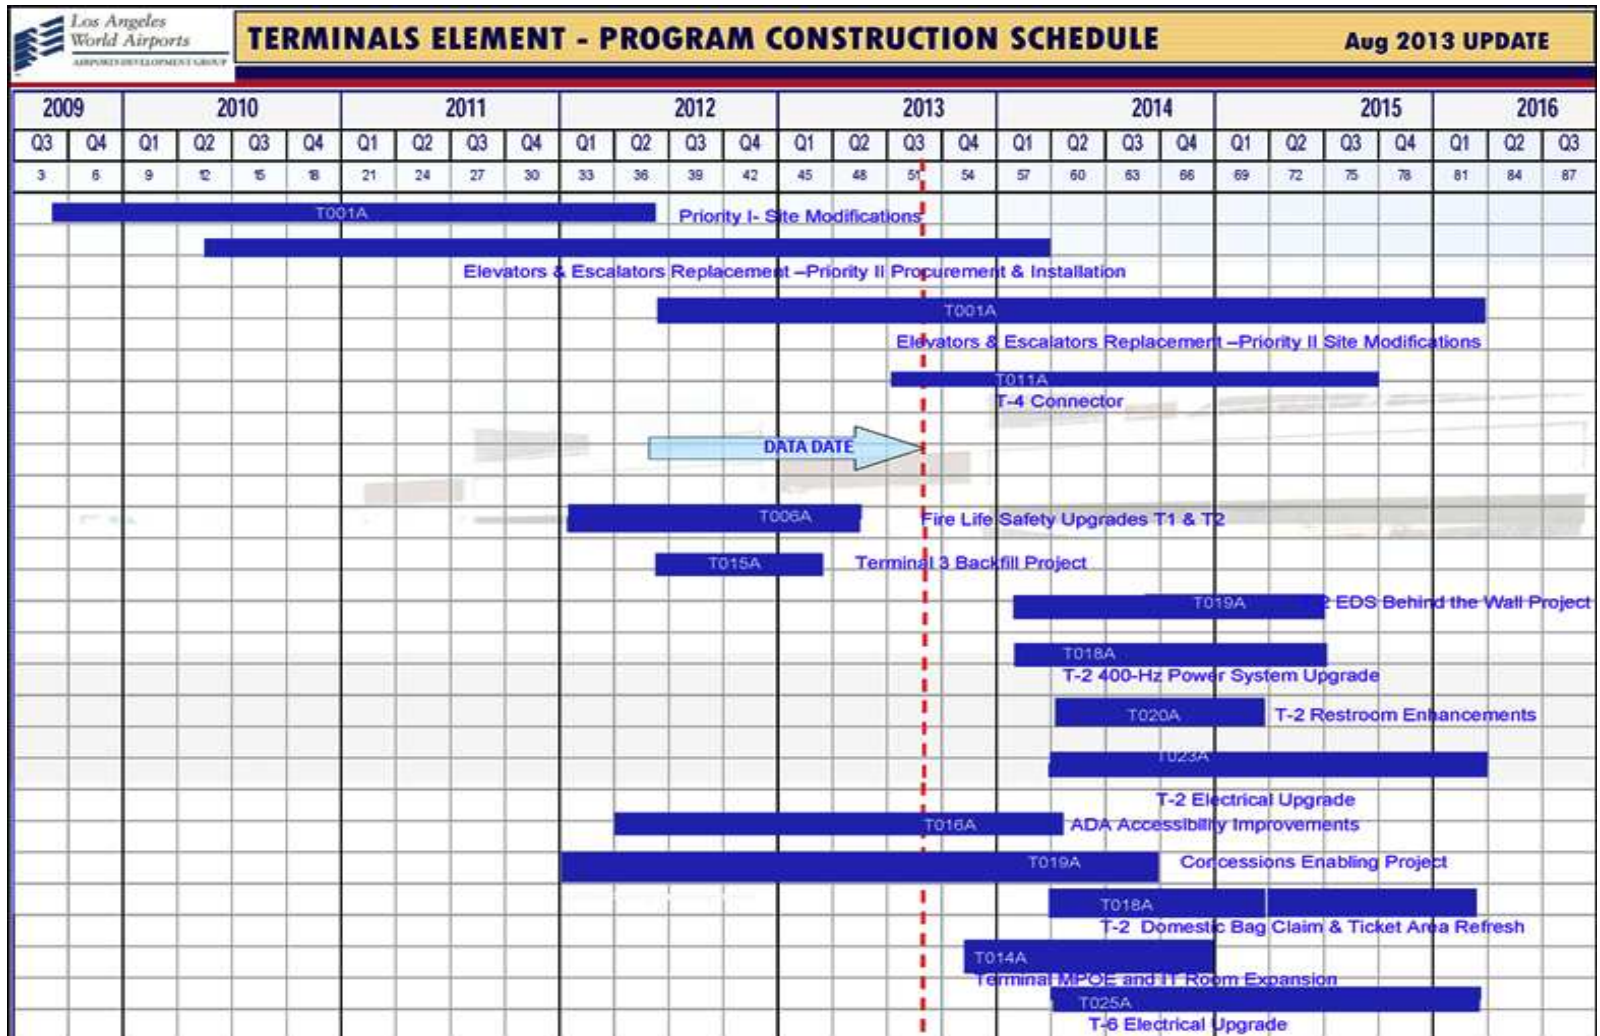 Los Angeles
World Airports
AIRPORTS DEVELOPMENT GROUP
TERMINALS ELEMENT - PROGRAM CONSTRUCTION SCHEDULE
Aug 2013 UPDATE
2009 2010 2011 2012 2013 2014 2015 2016
Q3 Q4 Q1 Q2 Q3 Q4 Q1 Q2 Q3 Q4 Q1 Q2 Q3 Q4 Q1 Q2 Q3 Q4 Q1 Q2 Q3 Q4 Q1 Q2 Q3 Q4 Q1 Q2 Q3
3 6 9 12 15 18 21 24 27 30 33 36 39 42 45 48 51 54 57 60 63 66 69 72 75 78 81 84 87
T001A Priority I- Site Modifications
Elevators & Escalators Replacement –Priority II Procurement & Installation
T001A
Elevators & Escalators Replacement –Priority II Site Modifications
T011A
T-4 Connector
DATA DATE
T006A Fire Life Safety Upgrades T1 & T2
T015A Terminal 3 Backfill Project
T019A 2 EDS Behind the Wall Project
T018A
T-2 400-Hz Power System Upgrade
T020A T-2 Restroom Enhancements
T023A
T-2 Electrical Upgrade
T016A ADA Accessibility Improvements
T019A Concessions Enabling Project
T018A
T-2 Domestic Bag Claim & Ticket Area Refresh
T014A
Terminal MPOE and IT Room Expansion
T025A
T-6 Electrical Upgrade